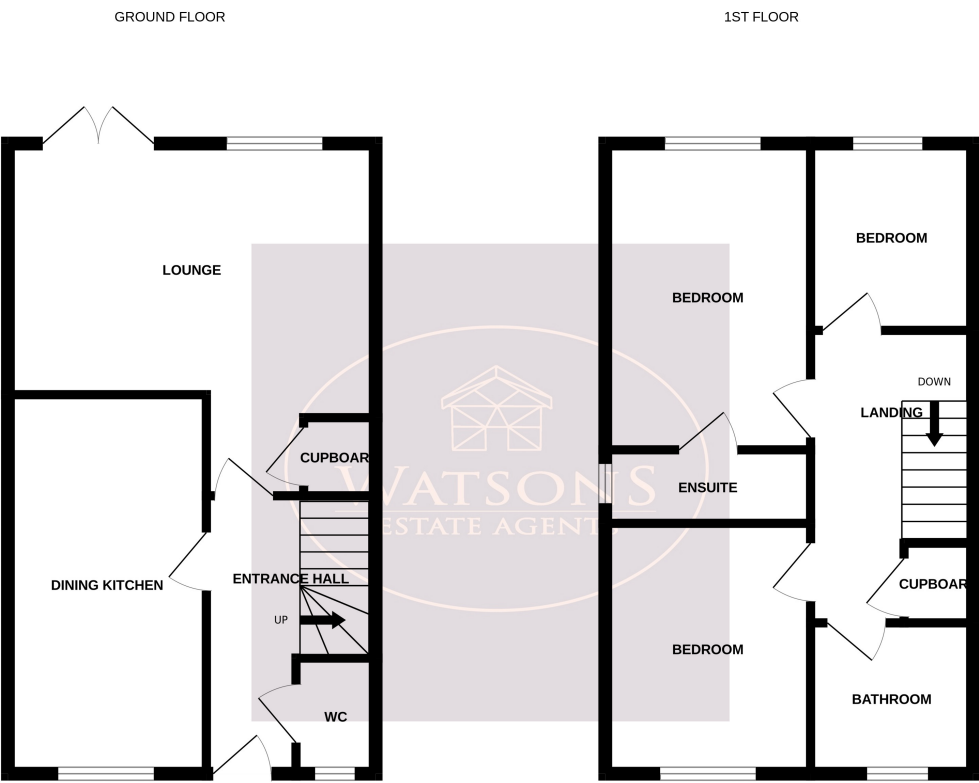 GROUND FLOOR
1ST FLOOR
LOUNGE
CUPBOAR
DINING KITCHEN
ENTRANCE HALL
UP
WC
BEDROOM
BEDROOM
DOWN
LANDING
ENSUITE
CUPBOAR
BEDROOM
BATHROOM
WATSONS
ESTATE AGENTS